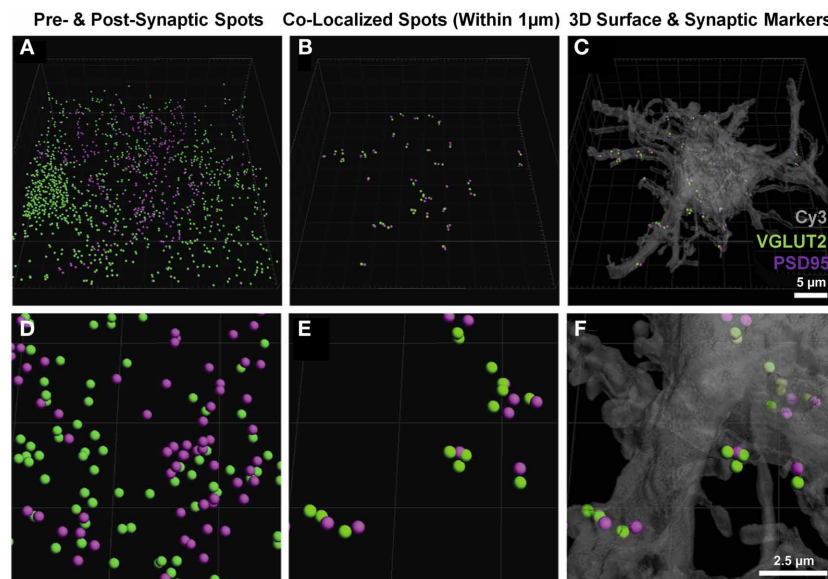 Pre- & Post-Synaptic Spots
Co-Localized Spots (Within 1μm)
3D Surface & Synaptic Markers
A
B
C
Cy3
VGLUT2
PSD95
5 μm
D
E
F
2.5 μm